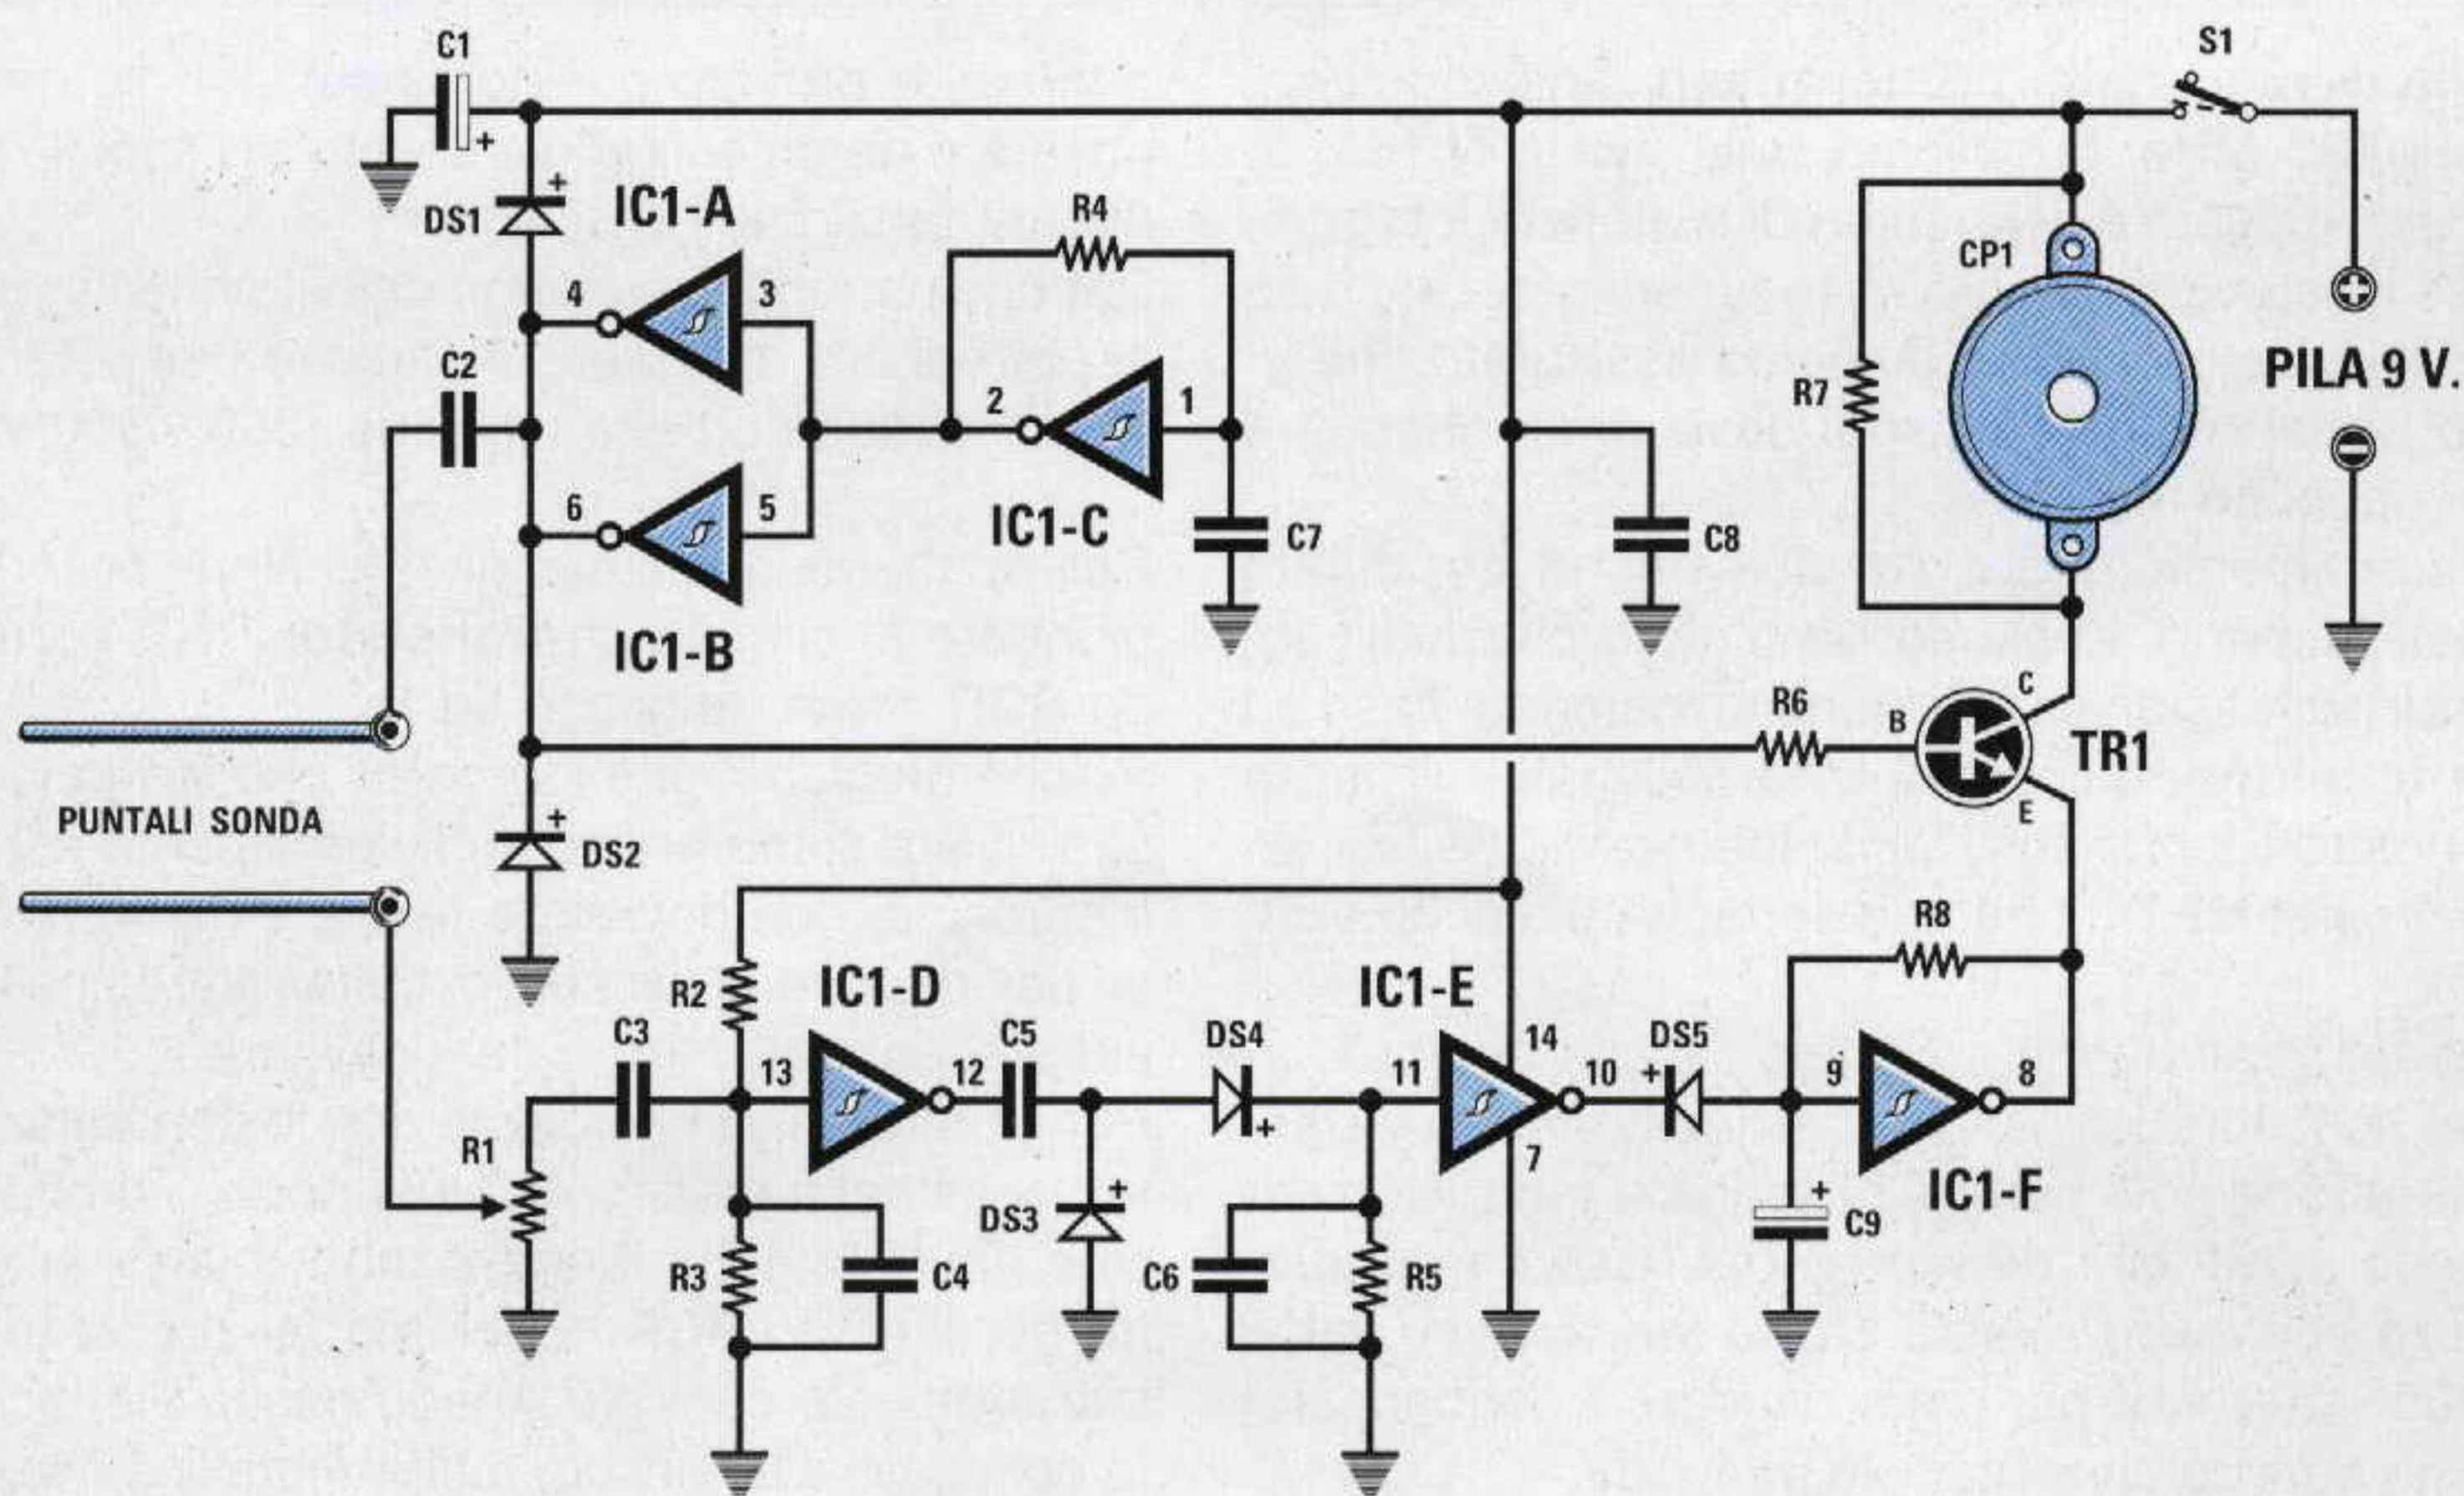 C1
S1
+
+
DS1
IC1-A
R4
CP1
4
3
C2
PILA 9 V.
R7
2
1
6
5
IC1-C
C7
C8
IC1-B
C
R6
B
TR1
E
PUNTALI SONDA
+
DS2
R8
R2
IC1-D
IC1-E
C3
C5
DS4
14
DS5
13
12
11
10
+
9
8
+
R1
7
+
DS3
+
C9
IC1-F
R3
C4
C6
R5